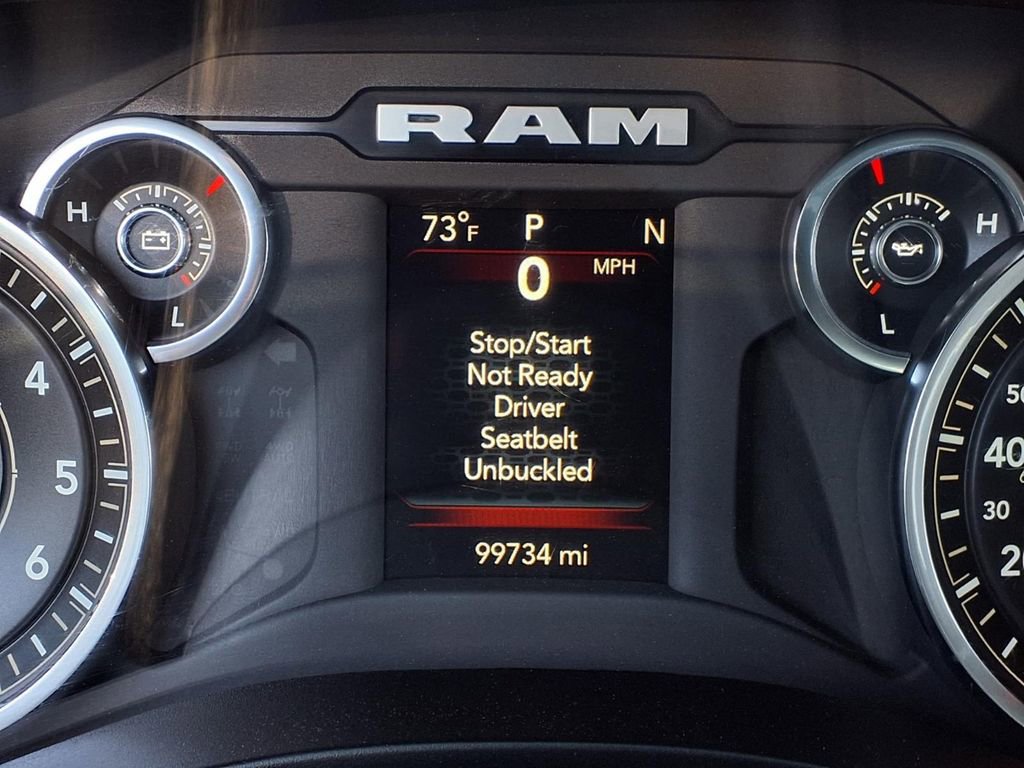 RAM
H
L
H
L
73°F P N
0 MPH
Stop/Start
Not Ready
Driver
Seatbelt
Unbuckled
99734 mi
4
5
6
40
30